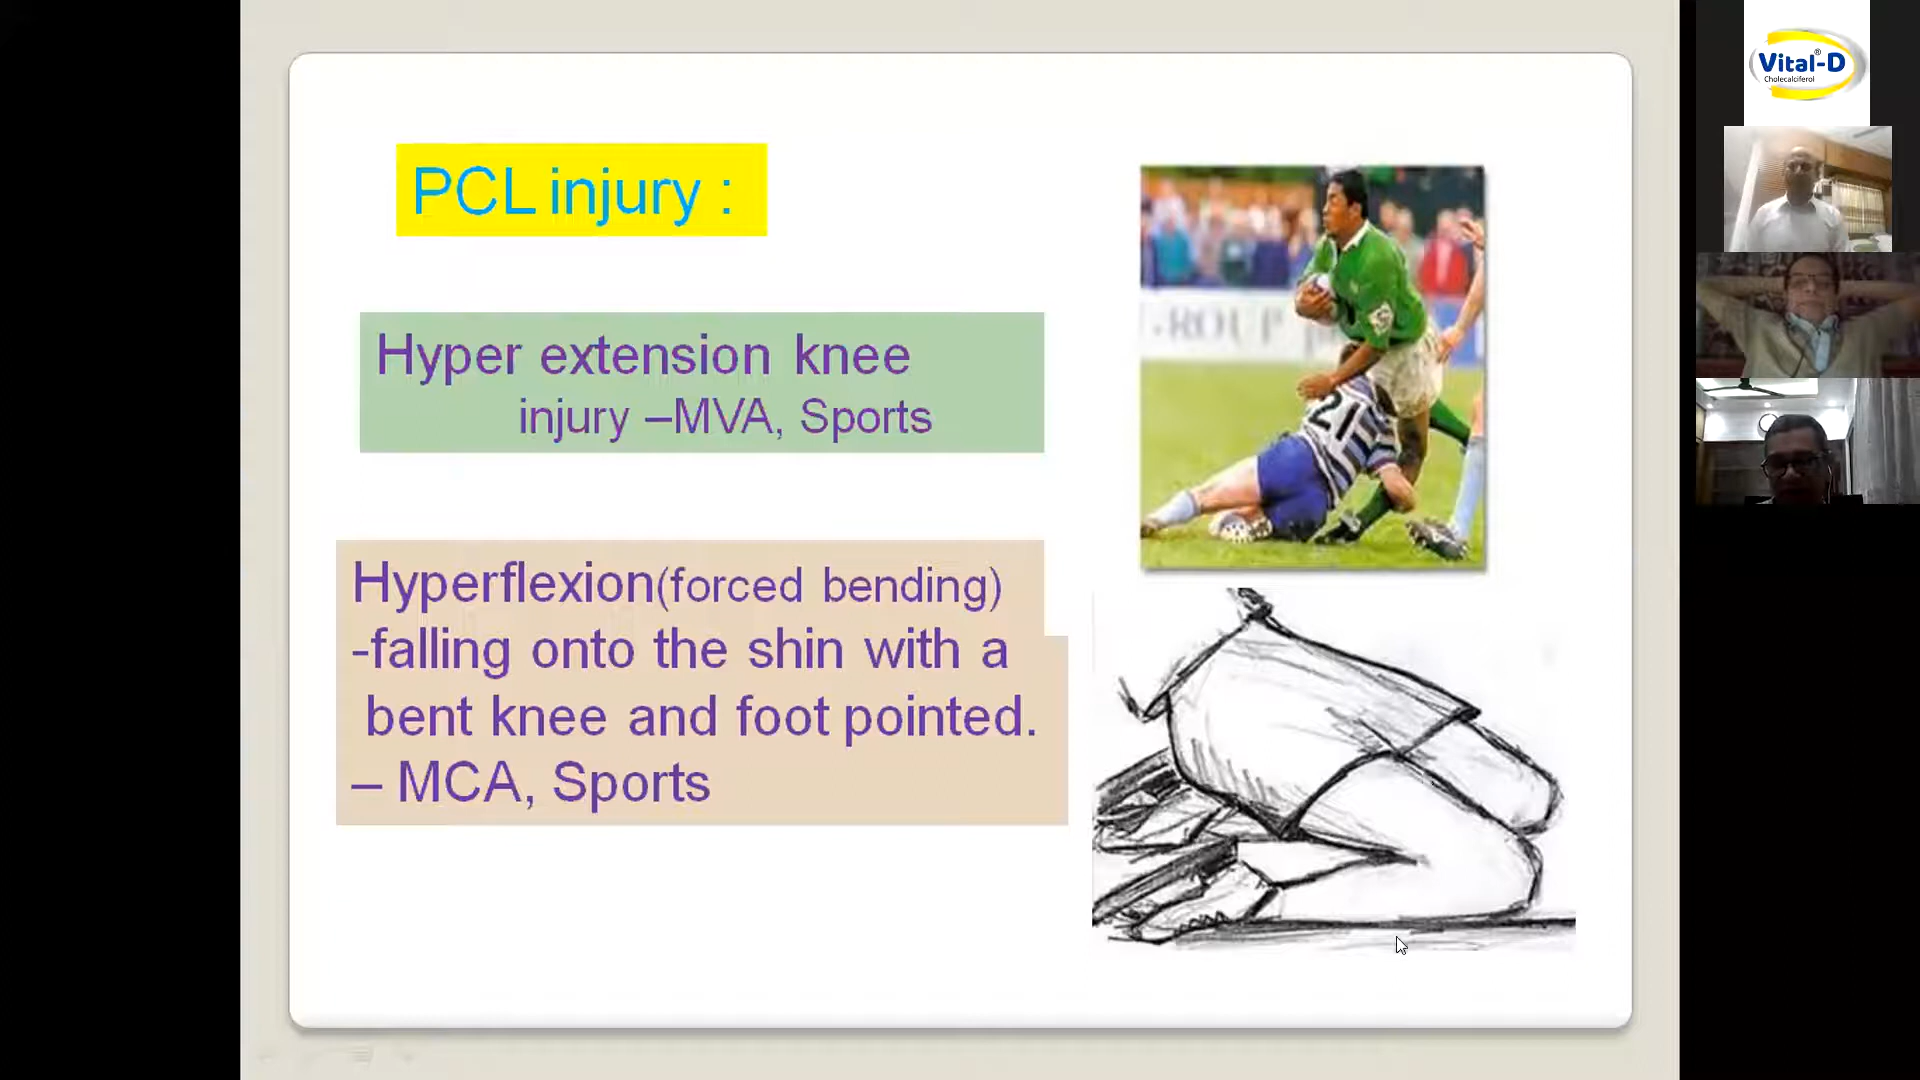 PCL injury :
Hyper extension knee
injury –MVA, Sports
Hyperflexion(forced bending)
-falling onto the shin with a
bent knee and foot pointed.
– MCA, Sports
21
Vital-D®
Cholecalciferol